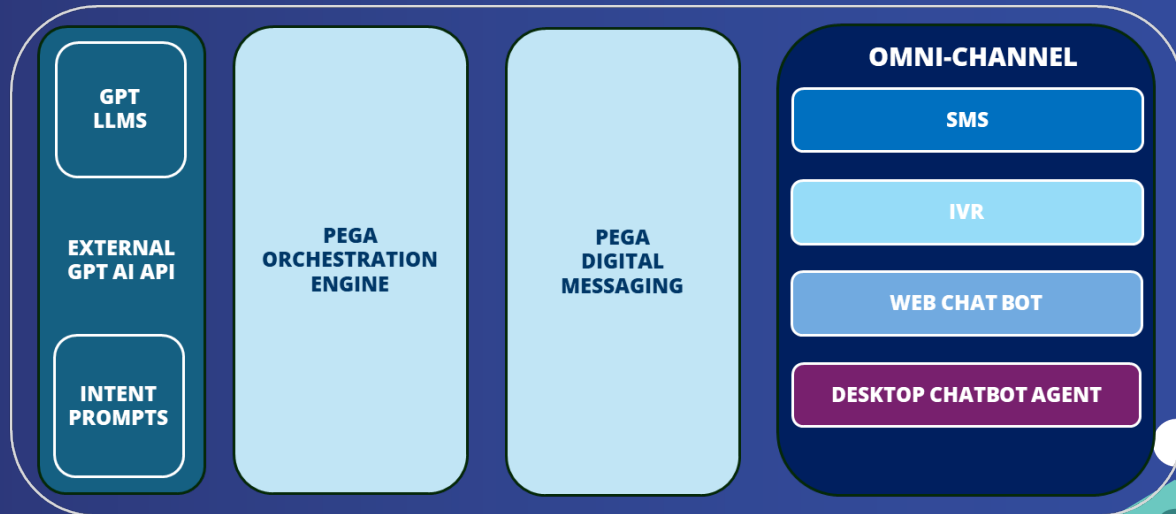 GPT
LLMS
EXTERNAL
GPT AI API
INTENT
PROMPTS
PEGA
ORCHESTRATION
ENGINE
PEGA
DIGITAL
MESSAGING
OMNI-CHANNEL
SMS
IVR
WEB CHAT BOT
DESKTOP CHATBOT AGENT